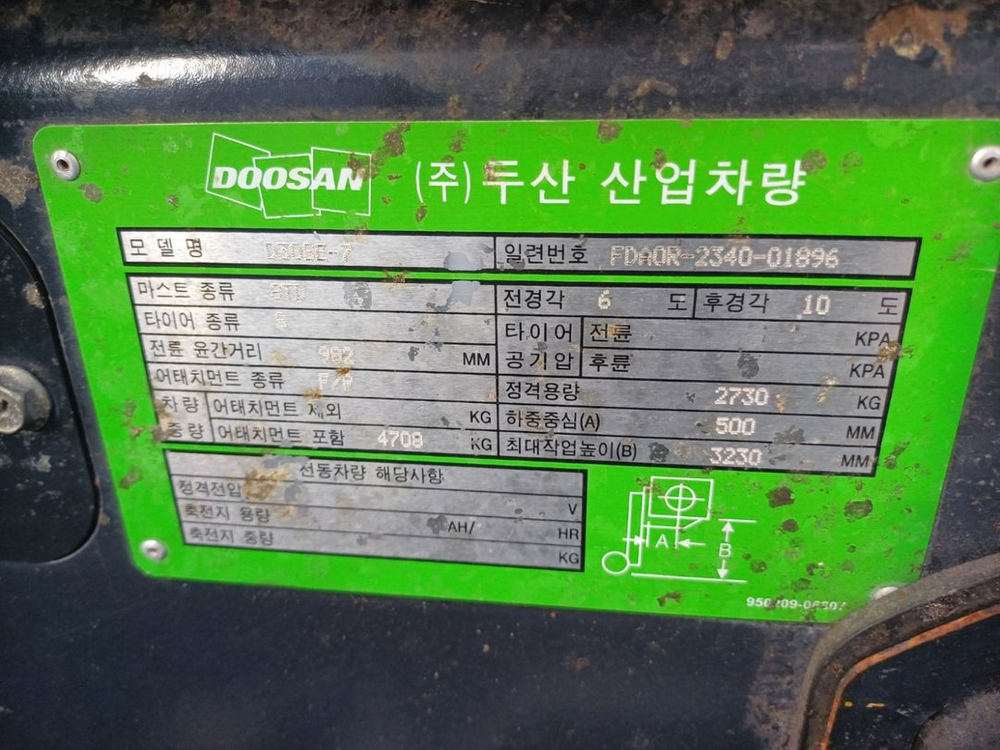 DOOSAN (주)두산 산업차량
모델명 일련번호 FDA0R-2340-01896
마스트 종류 전경각 6 도 후경각 10 도
타이어 종류 타이어 공기압 전륜 KPA
전륜 윤간거리 982 MM 후륜 KPA
어태치먼트 종류 정격용량 2730 KG
차량 중량 어태치먼트 제외 KG 하중중심(A) 500 MM
어태치먼트 포함 4708 KG 최대작업높이(B) 3230 MM
전동차량 해당사항
정격전압 V
축전지 용량 AH/ HR
축전지 중량 KG
A B